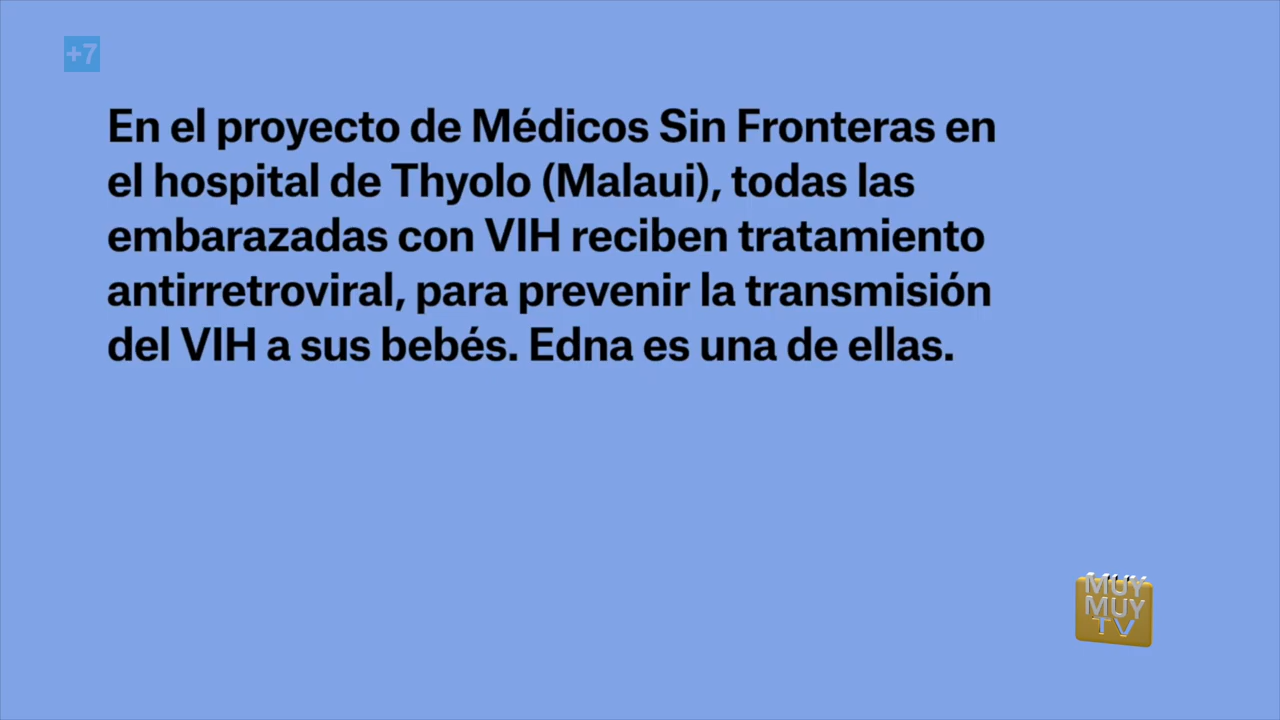 +7
En el proyecto de Médicos Sin Fronteras en
el hospital de Thyolo (Malaui), todas las
embarazadas con VIH reciben tratamiento
antirretroviral, para prevenir la transmisión
del VIH a sus bebés. Edna es una de ellas.
MUY
MUY
TV